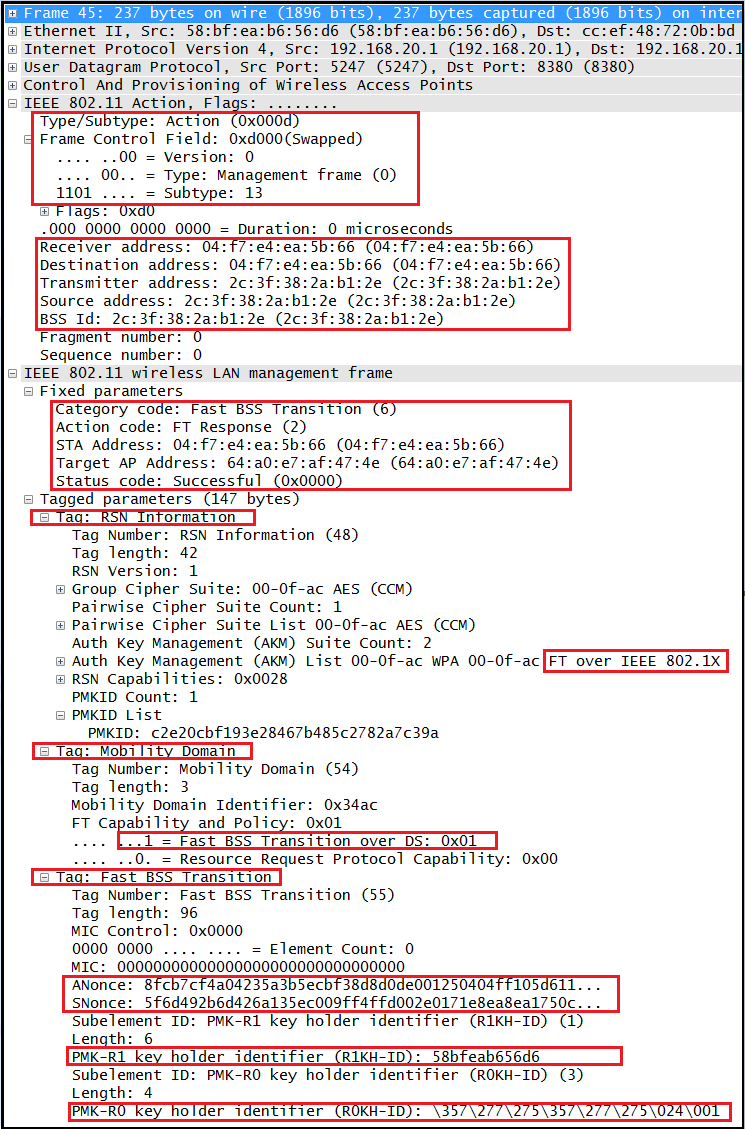 Frame 45: 237 bytes on wire (1896 bits), 237 bytes captured (1896 bits) on inter
Ethernet II, Src: 58:bf:ea:b6:56:d6 (58:bf:ea:b6:56:d6), Dst: cc:ef:48:72:0b:bd
Internet Protocol Version 4, Src: 192.168.20.1 (192.168.20.1), Dst: 192.168.20.1
User Datagram Protocol, Src Port: 5247 (5247), Dst Port: 8380 (8380)
Control And Provisioning of Wireless Access Points
IEEE 802.11 Action, Flags: ........
Type/Subtype: Action (0x000d)
Frame Control Field: 0xd000(Swapped)
.... ..00 = Version: 0
.... 00.. = Type: Management frame (0)
1101 .... = Subtype: 13
Flags: 0xd0
.000 0000 0000 0000 = Duration: 0 microseconds
Receiver address: 04:f7:e4:ea:5b:66 (04:f7:e4:ea:5b:66)
Destination address: 04:f7:e4:ea:5b:66 (04:f7:e4:ea:5b:66)
Transmitter address: 2c:3f:38:2a:b1:2e (2c:3f:38:2a:b1:2e)
Source address: 2c:3f:38:2a:b1:2e (2c:3f:38:2a:b1:2e)
BSS Id: 2c:3f:38:2a:b1:2e (2c:3f:38:2a:b1:2e)
Fragment number: 0
Sequence number: 0
IEEE 802.11 wireless LAN management frame
Fixed parameters
Category code: Fast BSS Transition (6)
Action code: FT Response (2)
STA Address: 04:f7:e4:ea:5b:66 (04:f7:e4:ea:5b:66)
Target AP Address: 64:a0:e7:af:47:4e (64:a0:e7:af:47:4e)
Status code: Successful (0x0000)
Tagged parameters (147 bytes)
Tag: RSN Information
Tag Number: RSN Information (48)
Tag length: 42
RSN Version: 1
Group Cipher Suite: 00-0f-ac AES (CCM)
Pairwise Cipher Suite Count: 1
Pairwise Cipher Suite List 00-0f-ac AES (CCM)
Auth Key Management (AKM) Suite Count: 2
Auth Key Management (AKM) List 00-0f-ac WPA 00-0f-ac FT over IEEE 802.1X
RSN Capabilities: 0x0028
PMKID Count: 1
PMKID List
PMKID: c2e20cbf193e28467b485c2782a7c39a
Tag: Mobility Domain
Tag Number: Mobility Domain (54)
Tag length: 3
Mobility Domain Identifier: 0x34ac
FT Capability and Policy: 0x01
.... ...1 = Fast BSS Transition over DS: 0x01
.... ..0. = Resource Request Protocol Capability: 0x00
Tag: Fast BSS Transition
Tag Number: Fast BSS Transition (55)
Tag length: 96
MIC Control: 0x0000
0000 0000 .... .... = Element Count: 0
MIC: 00000000000000000000000000000000
ANonce: 8fcb7cf4a04235a3b5ecbf38d8d0de001250404ff105d611...
SNonce: 5f6d492b6d426a135ec009ff4ffd002e0171e8ea8ea1750c...
Subelement ID: PMK-R1 key holder identifier (R1KH-ID) (1)
Length: 6
PMK-R1 key holder identifier (R1KH-ID): 58bfeab656d6
Subelement ID: PMK-R0 key holder identifier (R0KH-ID) (3)
Length: 4
PMK-R0 key holder identifier (R0KH-ID): \357\277\275\357\277\275\024\001